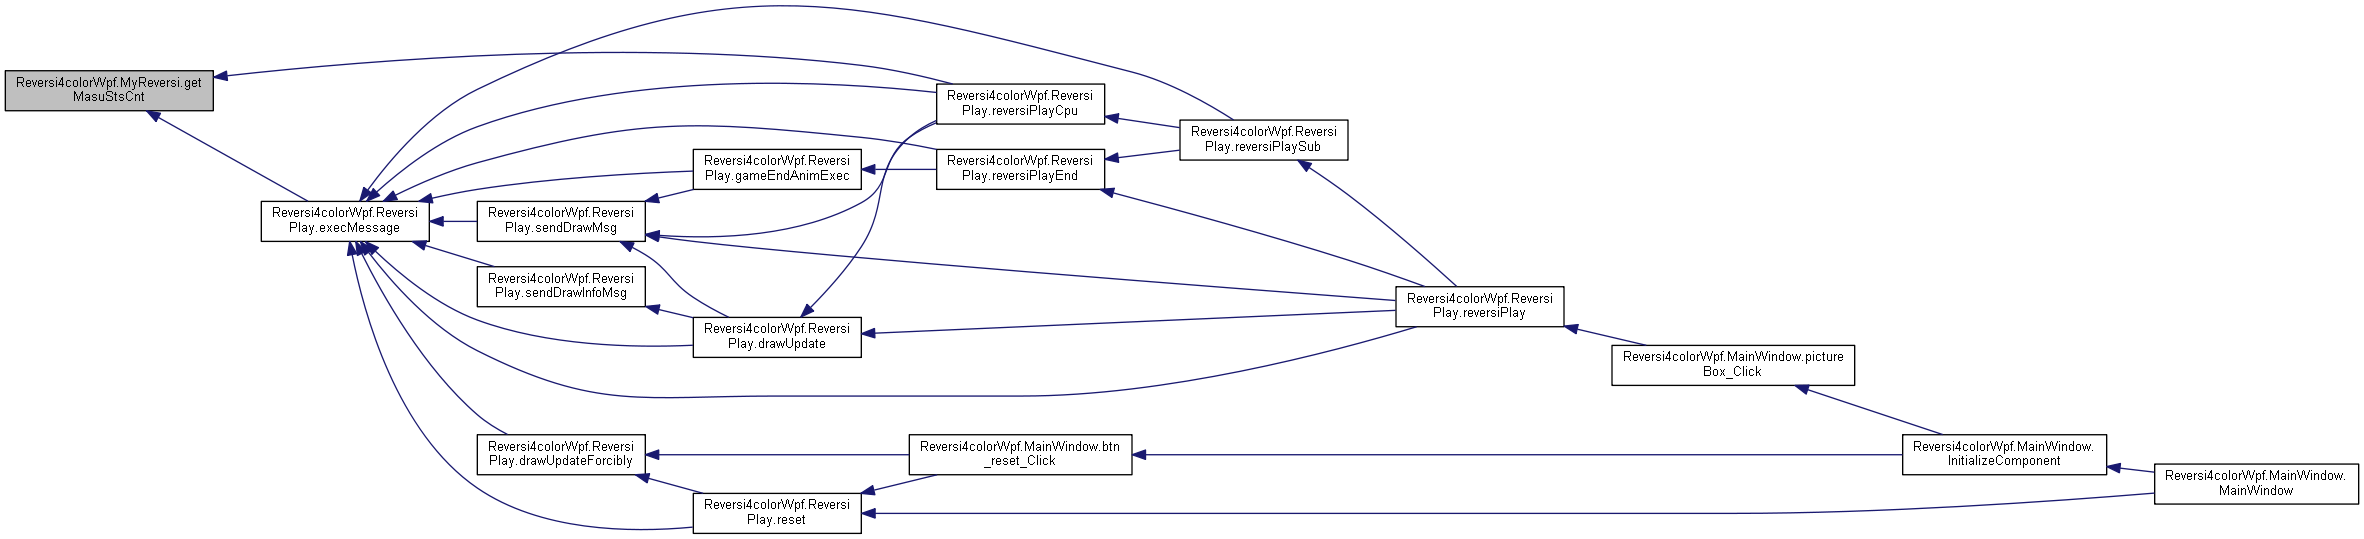 Reversi4colorWpf.MyReversi.get
MasuStsCnt
Reversi4colorWpf.Reversi
Play.execMessage
Reversi4colorWpf.Reversi
Play.reversiPlayCpu
Reversi4colorWpf.Reversi
Play.reversiPlaySub
Reversi4colorWpf.Reversi
Play.gameEndAnimExec
Reversi4colorWpf.Reversi
Play.reversiPlayEnd
Reversi4colorWpf.Reversi
Play.sendDrawMsg
Reversi4colorWpf.Reversi
Play.sendDrawInfoMsg
Reversi4colorWpf.Reversi
Play.drawUpdate
Reversi4colorWpf.Reversi
Play.reversiPlay
Reversi4colorWpf.MainWindow.picture
Box_Click
Reversi4colorWpf.Reversi
Play.drawUpdateForcibly
Reversi4colorWpf.MainWindow.btn
_reset_Click
Reversi4colorWpf.MainWindow.
InitializeComponent
Reversi4colorWpf.Reversi
Play.reset
Reversi4colorWpf.MainWindow.
MainWindow